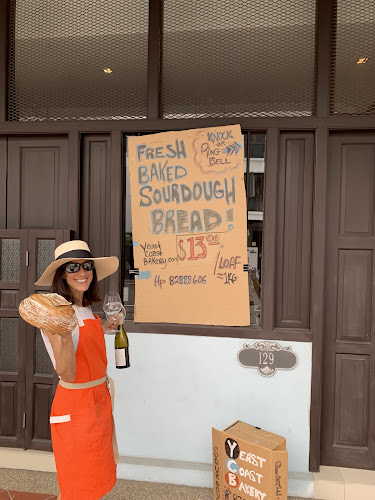 KNOCK
OR
DING
BELL
FRESH
BAKED
SOURDOUGH
BREAD!
YEAST
COAST
BAKERY.com
$13.00
/LOAF
≈1KG
Hp 82888606
129
YEAST
COAST
BAKERY